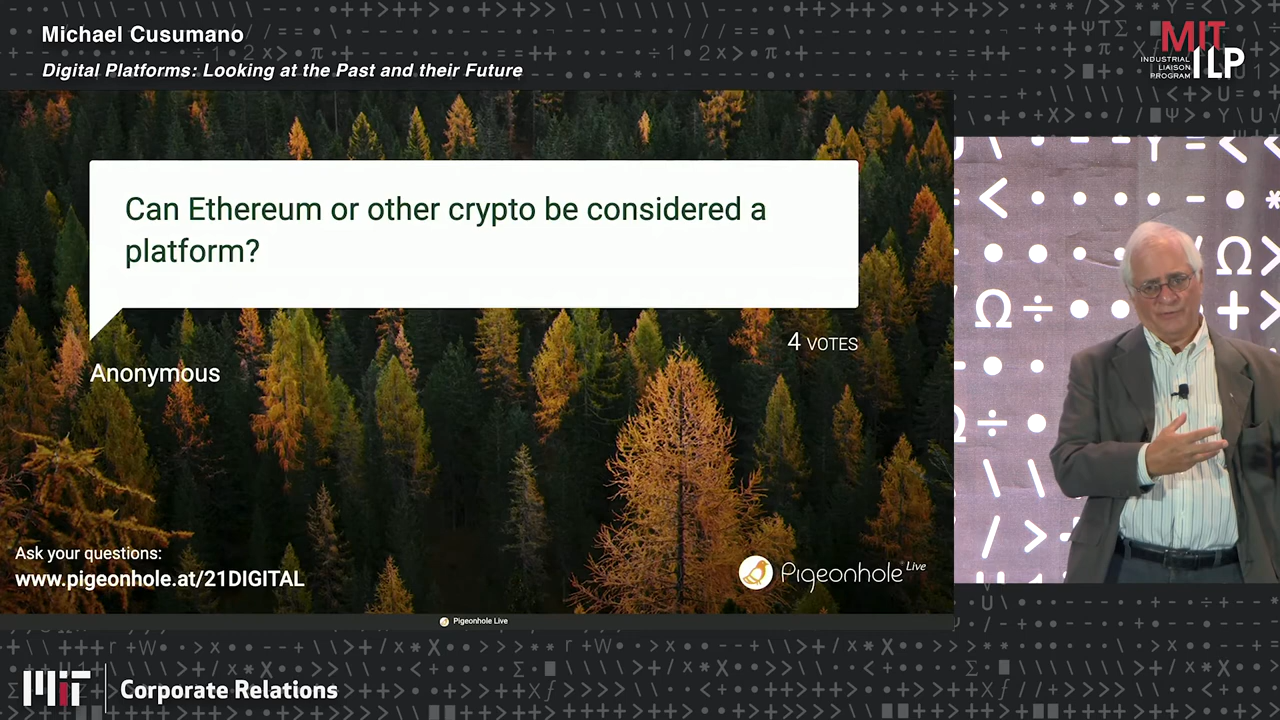 Michael Cusumano
Digital Platforms: Looking at the Past and their Future
MIT
INDUSTRIAL
LIAISON
PROGRAM
ILP
Can Ethereum or other crypto be considered a
platform?
4 VOTES
Anonymous
Ask your questions:
www.pigeonhole.at/21DIGITAL
Pigeonhole Live
Pigeonhole Live
MIT
Corporate Relations